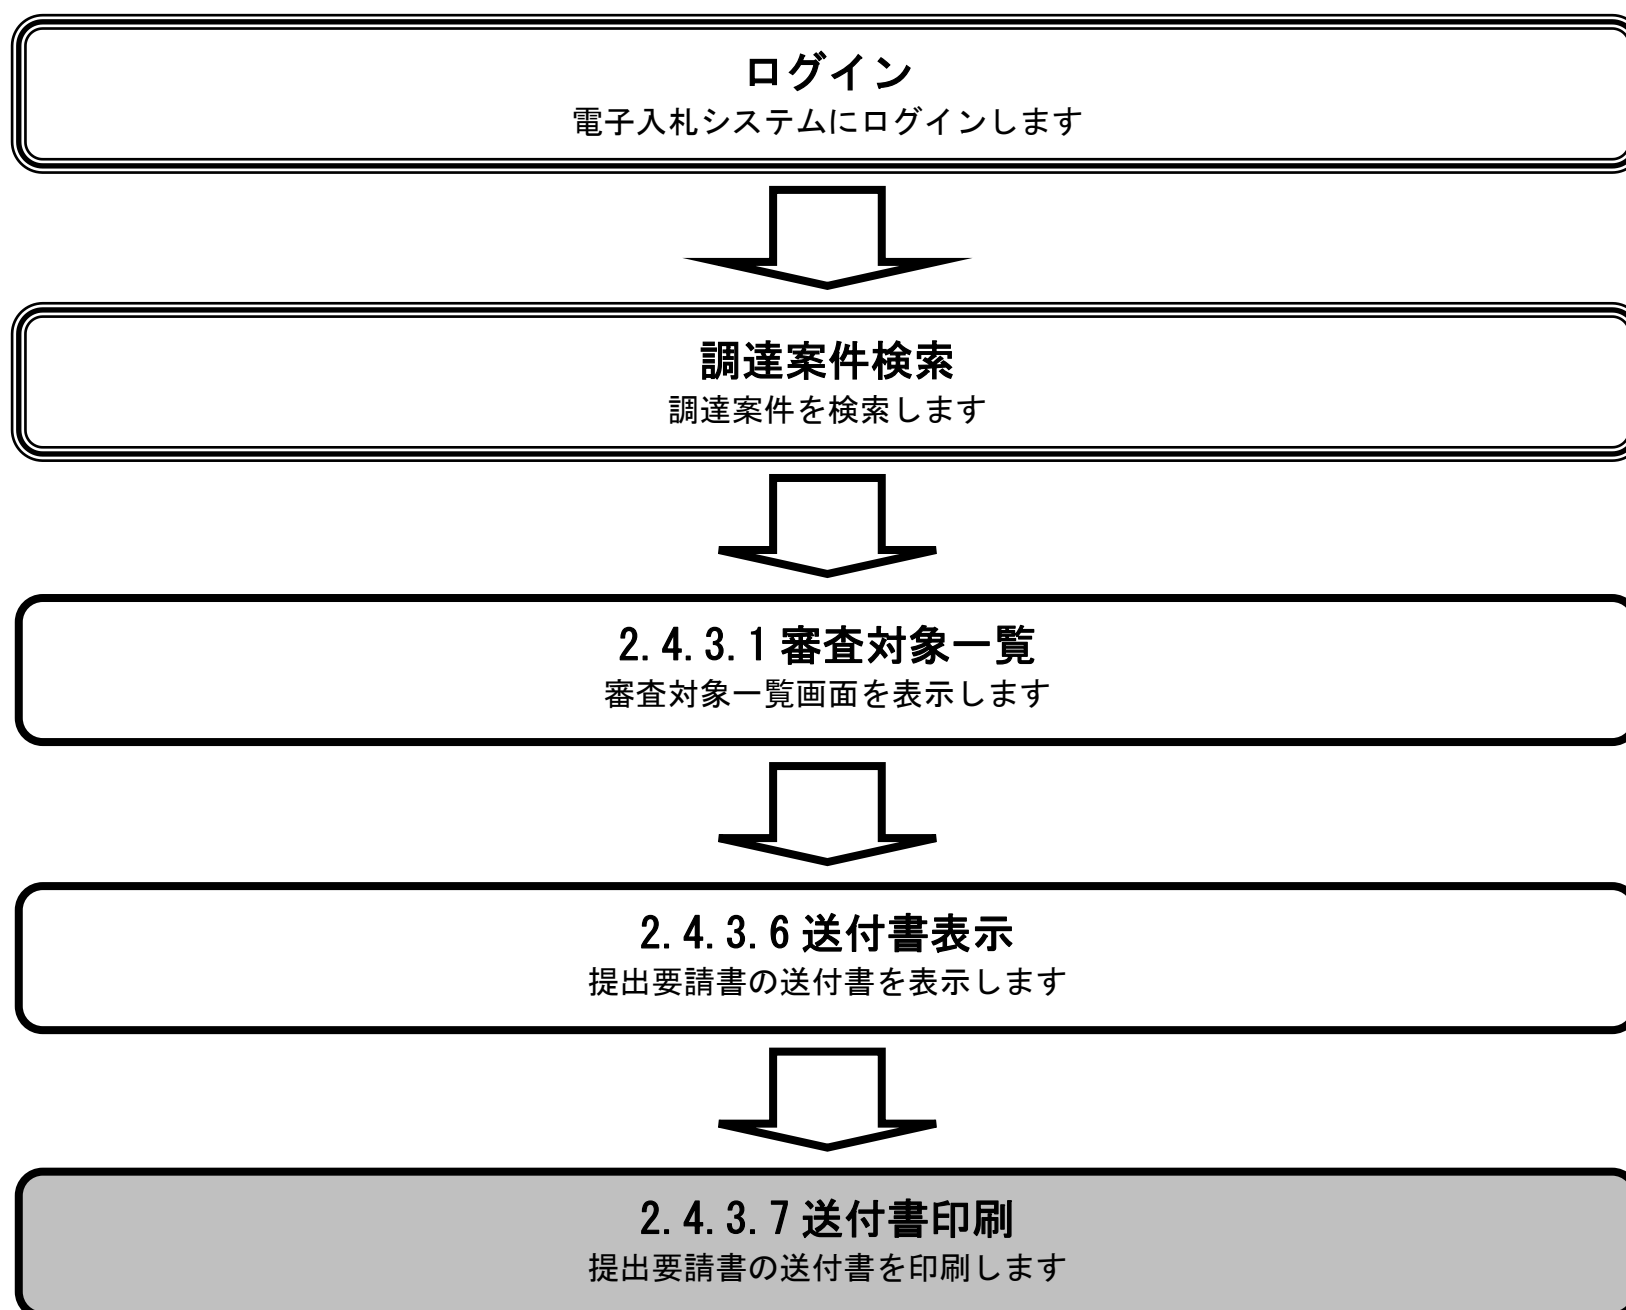 ログイン
電子入札システムにログインします
調達案件検索
調達案件を検索します
2.4.3.1審査対象一覧
審査対象一覧画面を表示します
2.4.3.6送付書表示
提出要請書の送付書を表示します
2.4.3.7送付書印刷
提出要請書の送付書を印刷します